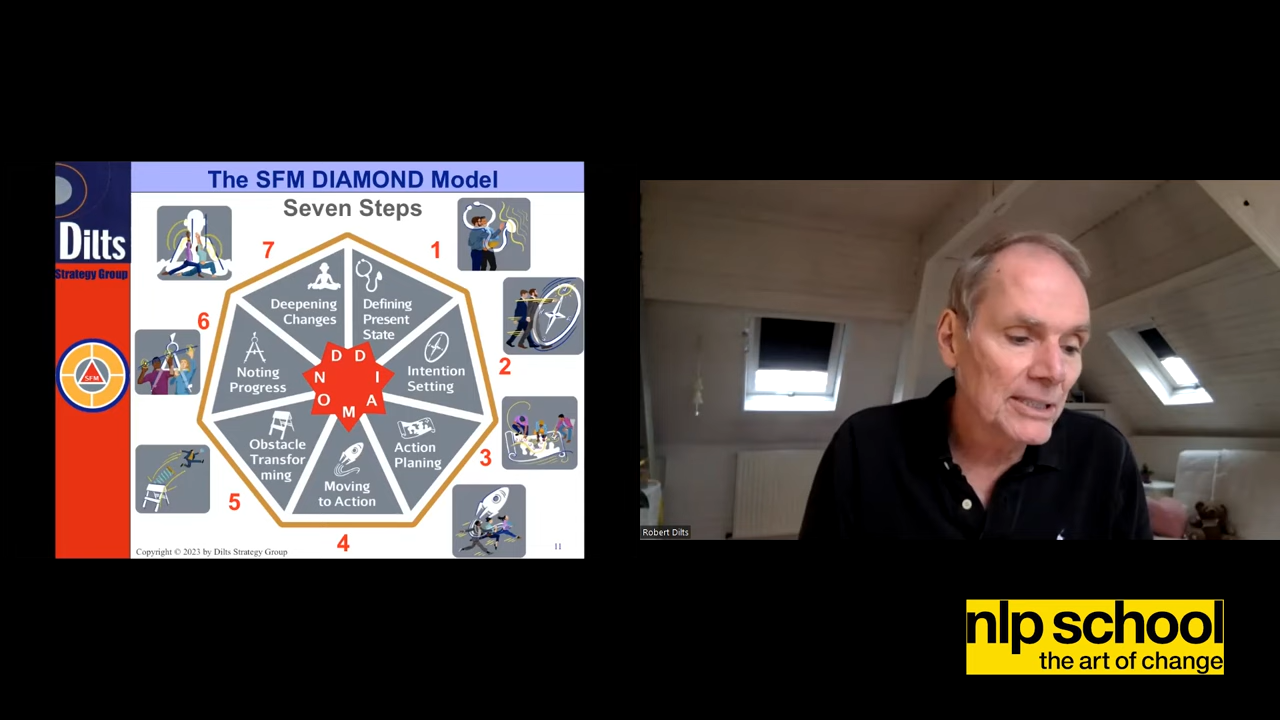 The SFM DIAMOND Model
Seven Steps
Dilts
Strategy Group
SFM
7
1
6
2
5
3
4
Deepening
Changes
Defining
Present
State
Noting
Progress
Intention
Setting
Obstacle
Transfor
ming
Action
Planing
Moving
to Action
D D
N I
O A
M
Copyright © 2023 by Dilts Strategy Group
11
Robert Dilts
nlp school
the art of change